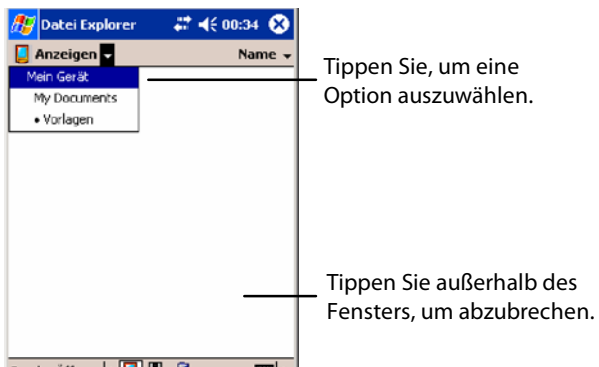 Datei Explorer 00:34
Anzeigen Name
Mein Gerät
My Documents
• Vorlagen
Tippen Sie, um eine
Option auszuwählen.
Tippen Sie außerhalb des
Fensters, um abzubrechen.